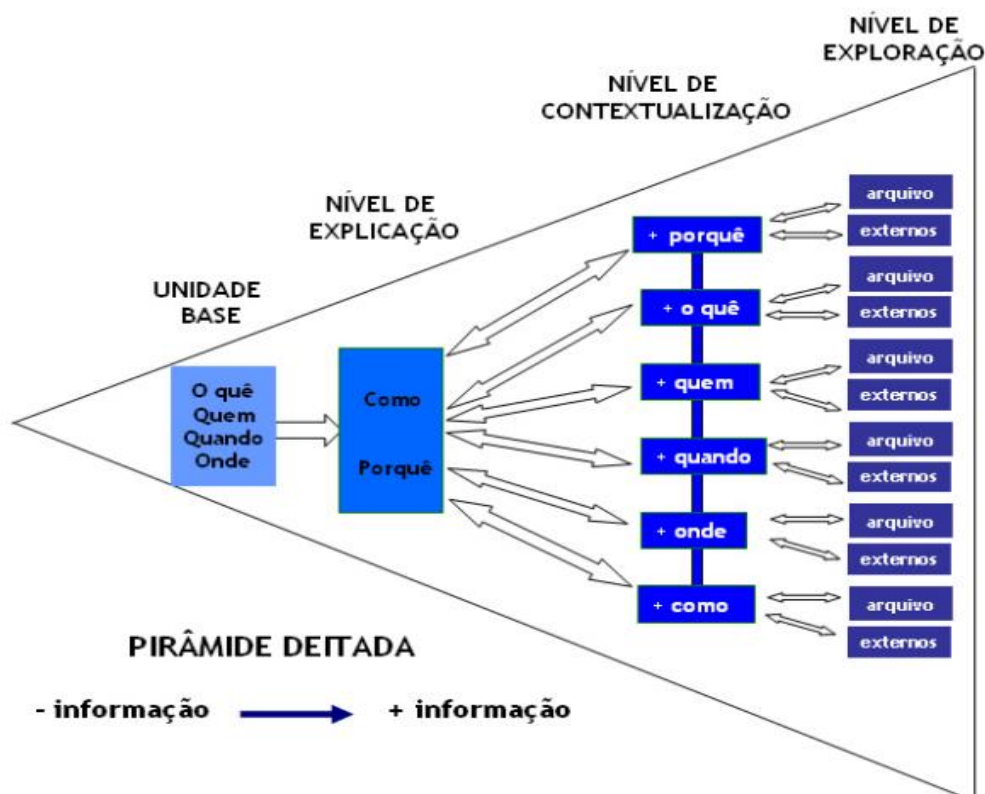 NÍVEL DE
EXPLORAÇÃO
NÍVEL DE
CONTEXTUALIZAÇÃO
NÍVEL DE
EXPLICAÇÃO
UNIDADE
BASE
O quê
Quem
Quando
Onde
Como
Porquê
+ porquê
+ o quê
+ quem
+ quando
+ onde
+ como
arquivo
externos
arquivo
externos
arquivo
externos
arquivo
externos
arquivo
externos
arquivo
externos
PIRÂMIDE DEITADA
- informação
+ informação